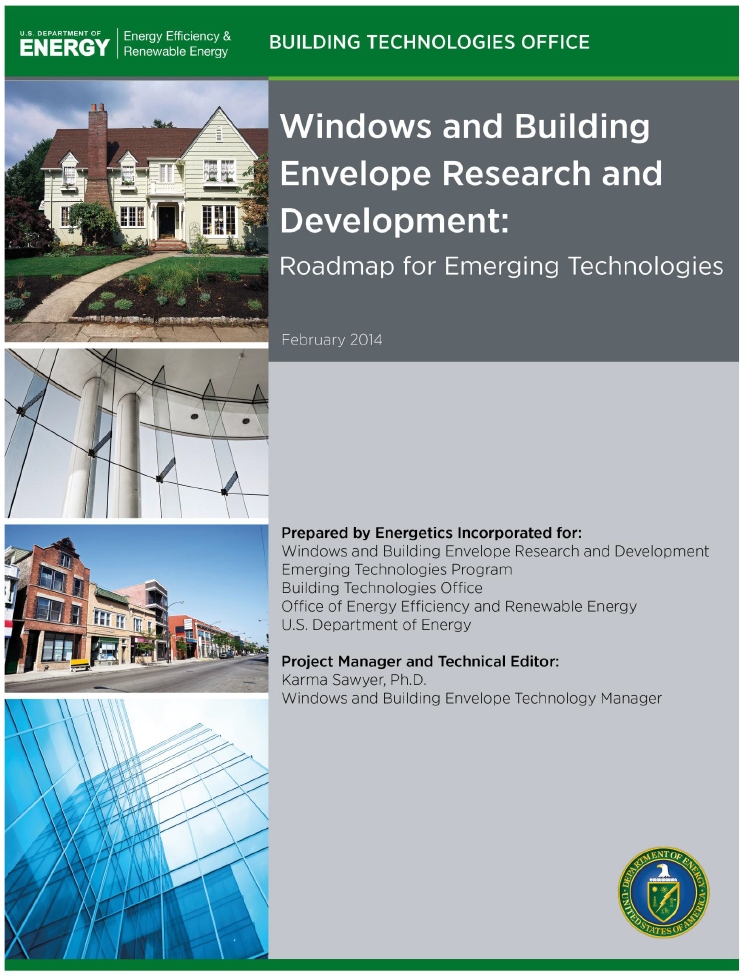 U.S. DEPARTMENT OF
ENERGY
Energy Efficiency &
Renewable Energy
BUILDING TECHNOLOGIES OFFICE
Windows and Building
Envelope Research and
Development:
Roadmap for Emerging Technologies
February 2014
Prepared by Energetics Incorporated for:
Windows and Building Envelope Research and Development
Emerging Technologies Program
Building Technologies Office
Office of Energy Efficiency and Renewable Energy
U.S. Department of Energy
Project Manager and Technical Editor:
Karma Sawyer, Ph.D.
Windows and Building Envelope Technology Manager
DEPARTMENT OF ENERGY
UNITED STATES OF AMERICA